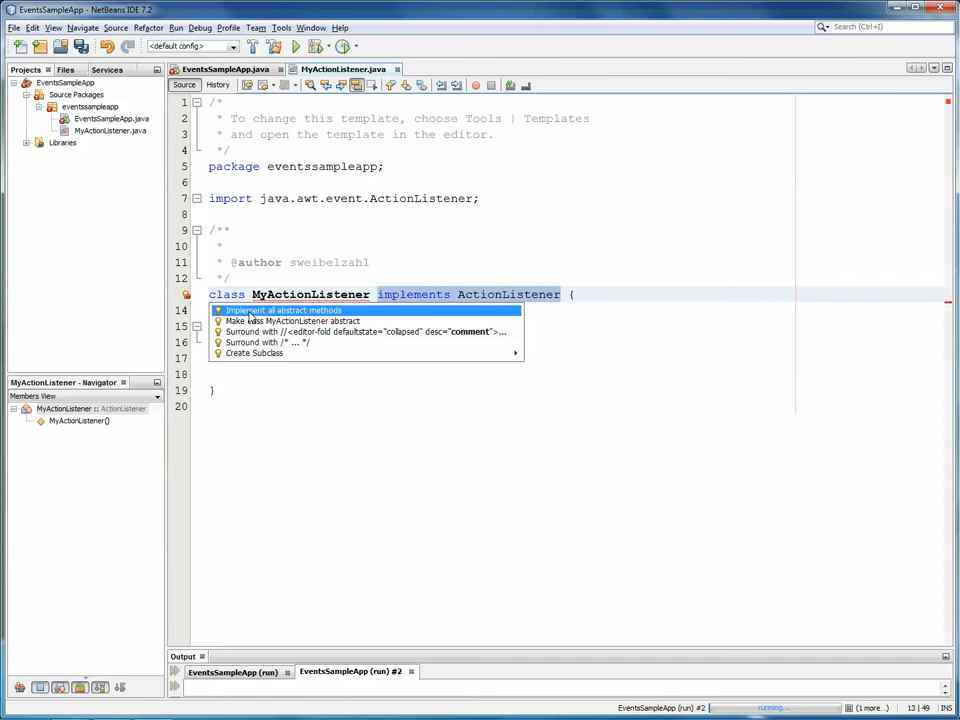 EventsSampleApp - NetBeans IDE 7.2
File Edit View Navigate Source Refactor Run Debug Profile Team Tools Window Help
Search (Ctrl+I)
<default config>
Projects Files Services
EventsSampleApp.java MyActionListener.java
Source History
EventsSampleApp
Source Packages
eventssampleapp
EventsSampleApp.java
MyActionListener.java
Libraries
1 /*
2 * To change this template, choose Tools | Templates
3 * and open the template in the editor.
4 */
5 package eventssampleapp;
6
7 import java.awt.event.ActionListener;
8
9 /**
10 *
11 * @author sweibelzahl
12 */
class MyActionListener implements ActionListener {
14
15
16
17
18
19 }
20
Implement all abstract methods
Make class MyActionListener abstract
Surround with //<editor-fold defaultstate="collapsed" desc="comment">...
Surround with /* ... */
Create Subclass
MyActionListener - Navigator
Members View
MyActionListener :: ActionListener
MyActionListener()
Output
EventsSampleApp (run) EventsSampleApp (run) #2
EventsSampleApp (run) #2 running... (1 more...) 13 | 49 INS